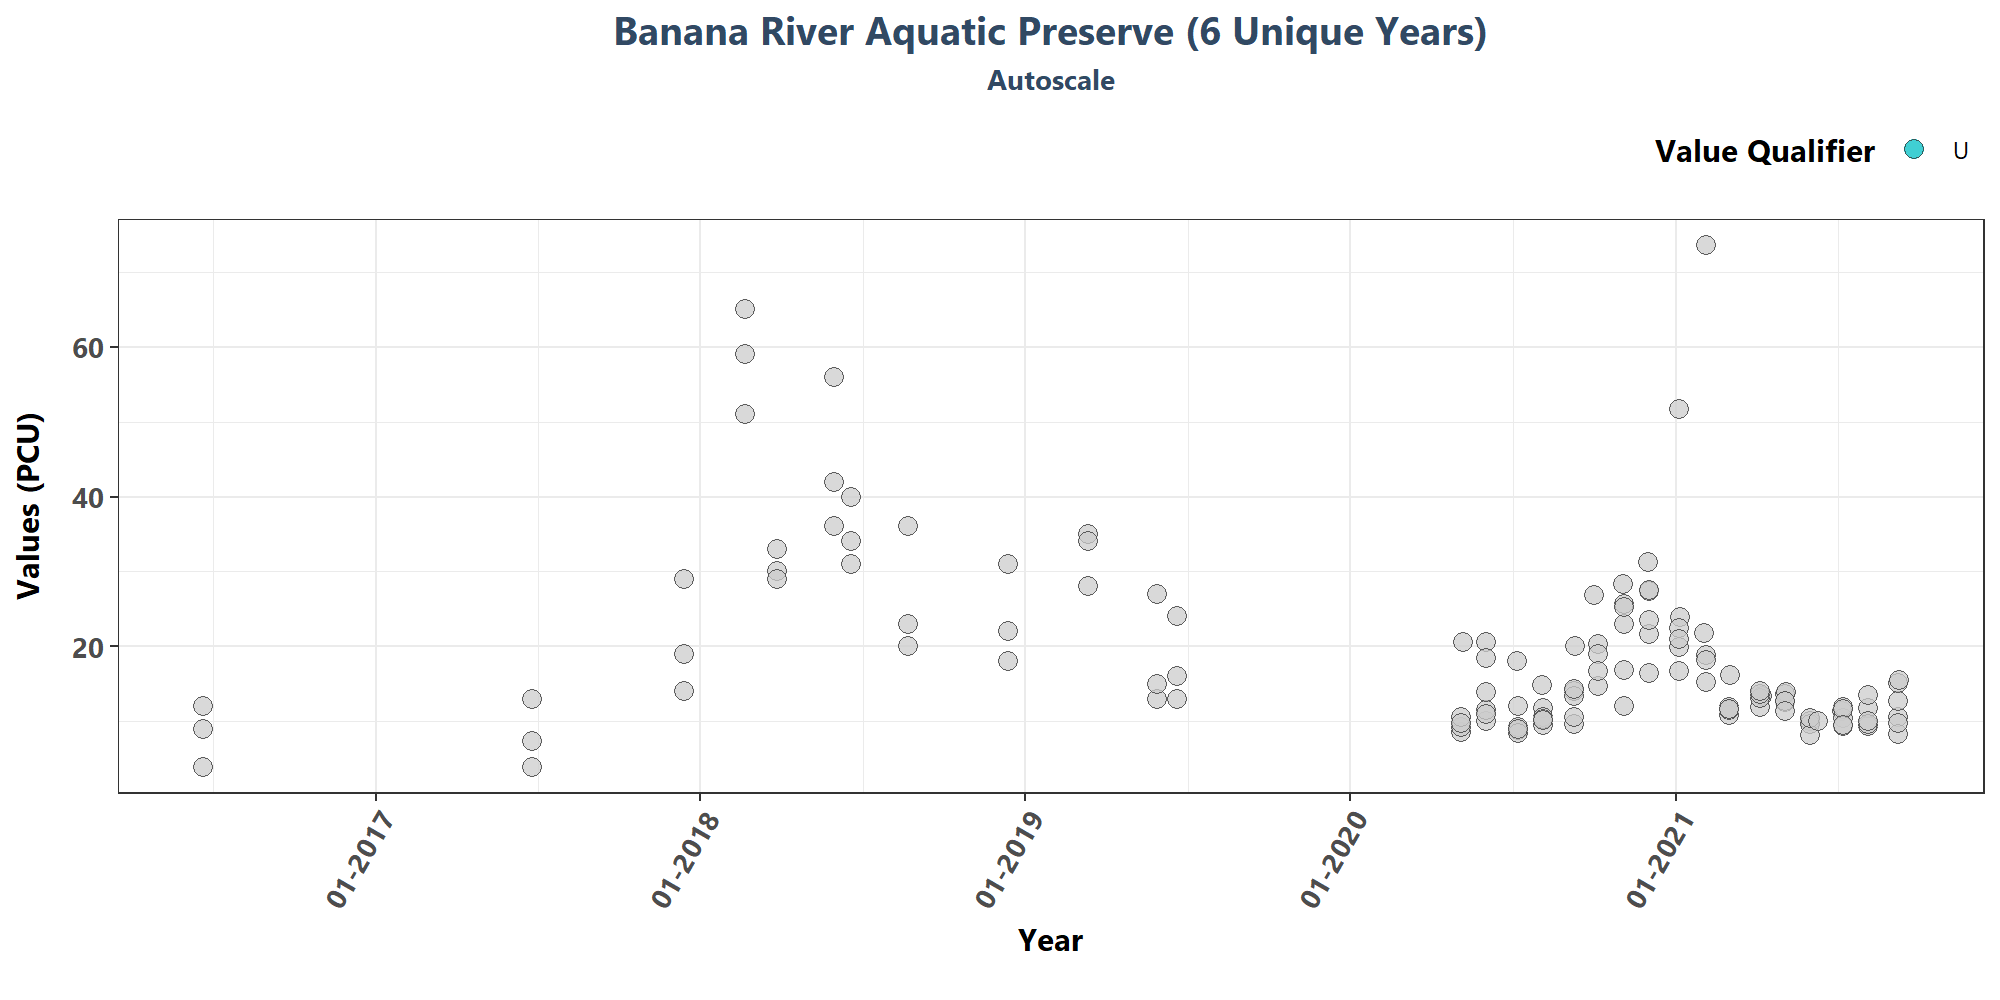 Banana River Aquatic Preserve (6 Unique Years)
Autoscale
Value Qualifier U
Values (PCU)
60
40
20
01-2017
01-2018
01-2019
01-2020
01-2021
Year